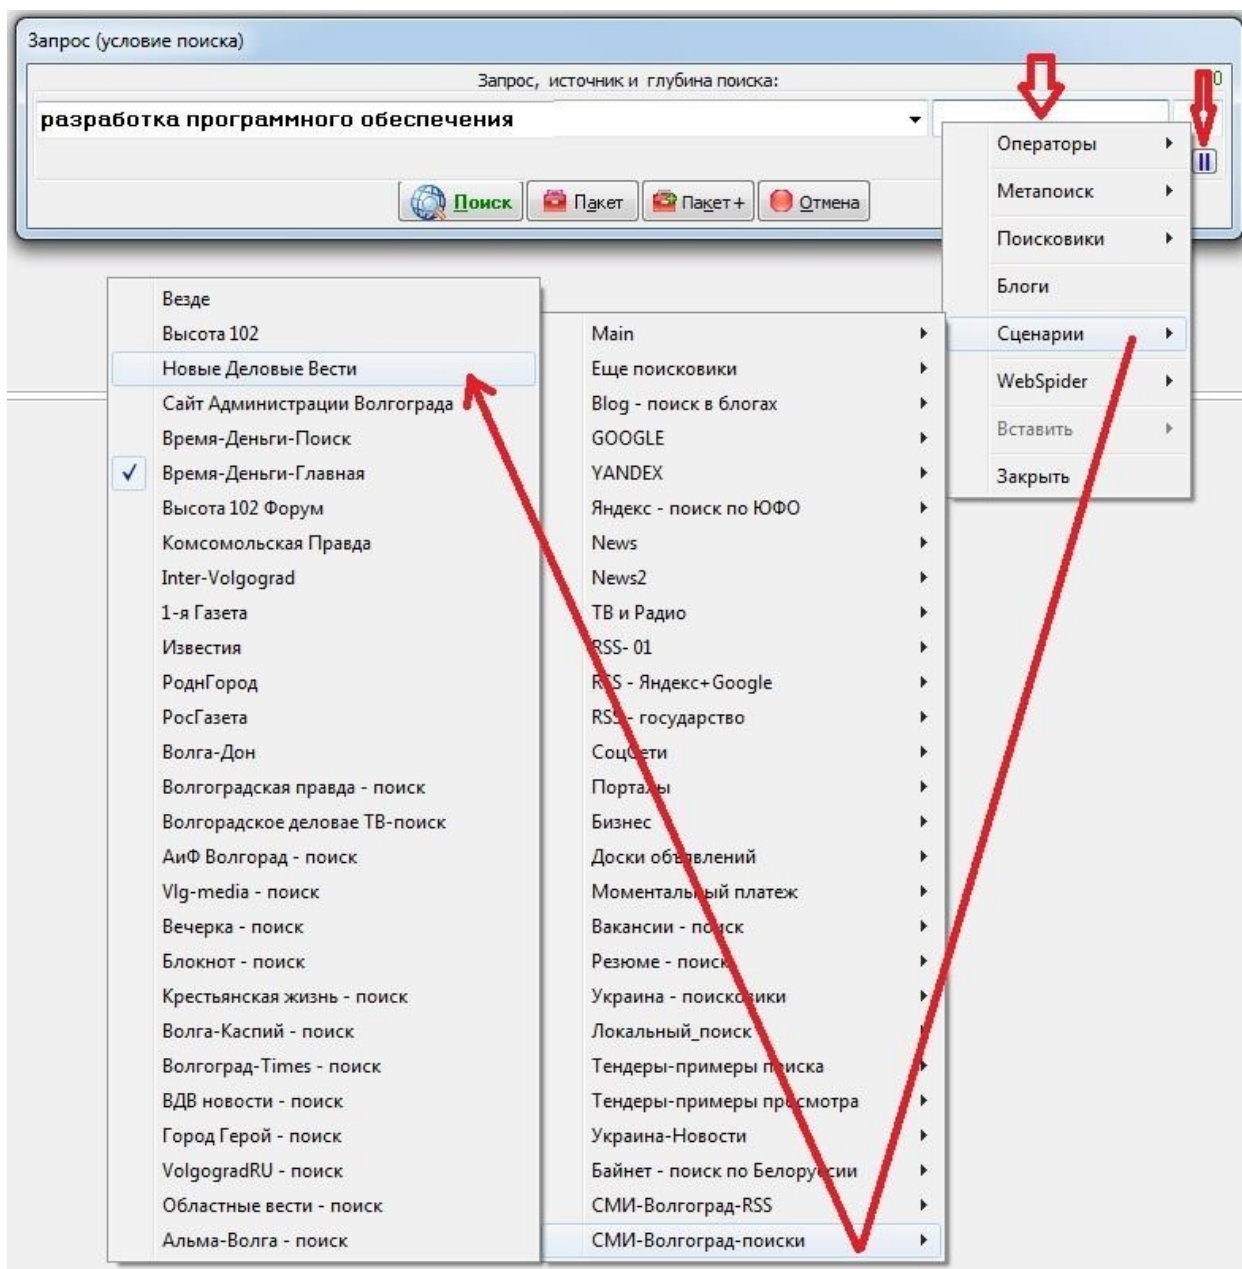 Запрос (условие поиска)
Запрос, источник и глубина поиска:
0
разработка программного обеспечения
Поиск
Пакет
Пакет+
Отмена
Операторы
Метапоиск
Поисковики
Блоги
Сценарии
WebSpider
Вставить
Закрыть
Main
Еще поисковики
Blog - поиск в блогах
GOOGLE
YANDEX
Яндекс - поиск по ЮФО
News
News2
ТВ и Радио
RSS- 01
RSS - Яндекс+Google
RSS - государство
СоцСети
Порталы
Бизнес
Доски объявлений
Моментальный платеж
Вакансии - поиск
Резюме - поиск
Украина - поисковики
Локальный_поиск
Тендеры-примеры поиска
Тендеры-примеры просмотра
Украина-Новости
Байнет - поиск по Белоруссии
СМИ-Волгоград-RSS
СМИ-Волгоград-поиски
Везде
Высота 102
Новые Деловые Вести
Сайт Администрации Волгограда
Время-Деньги-Поиск
Время-Деньги-Главная
Высота 102 Форум
Комсомольская Правда
Inter-Volgograd
1-я Газета
Известия
РоднГород
РосГазета
Волга-Дон
Волгоградская правда - поиск
Волгорадское деловае ТВ-поиск
АиФ Волгорад - поиск
Vlg-media - поиск
Вечерка - поиск
Блокнот - поиск
Крестьянская жизнь - поиск
Волга-Каспий - поиск
Волгоград-Times - поиск
ВДВ новости - поиск
Город Герой - поиск
VolgogradRU - поиск
Областные вести - поиск
Альма-Волга - поиск